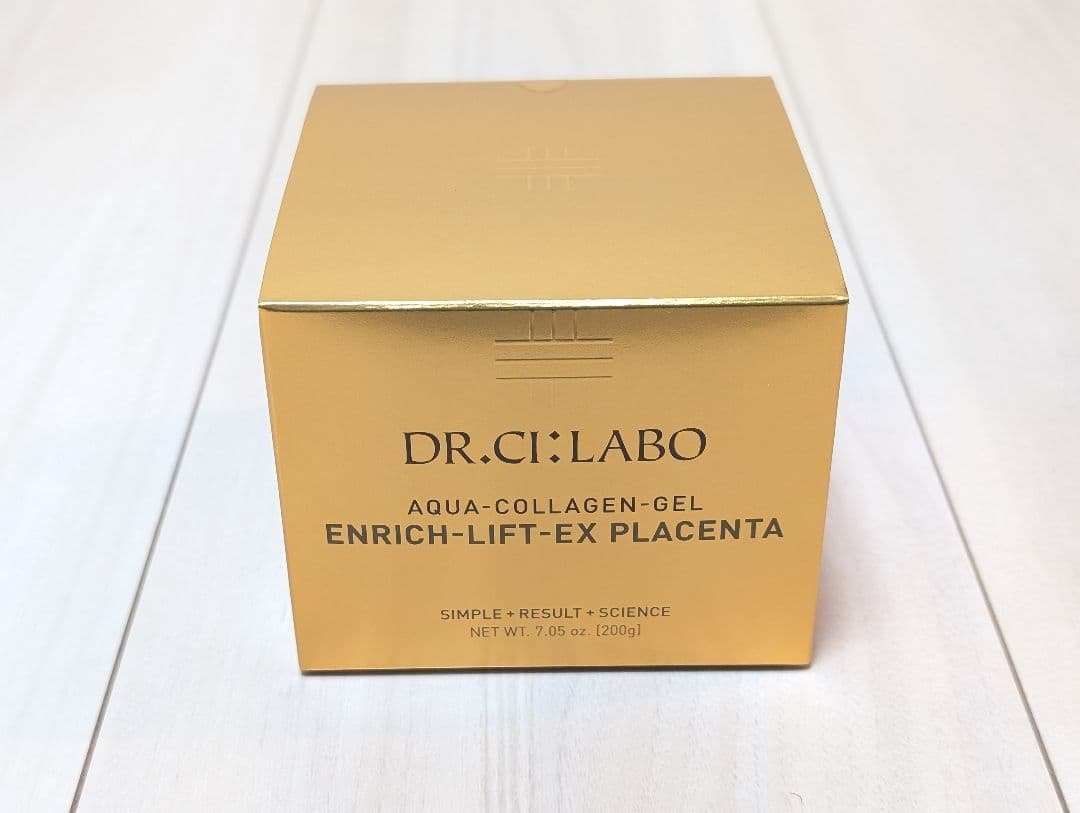 DR.CI:LABO
AQUA-COLLAGEN-GEL
ENRICH-LIFT-EX PLACENTA
SIMPLE + RESULT + SCIENCE
NET WT. 7.05 oz. [200g]